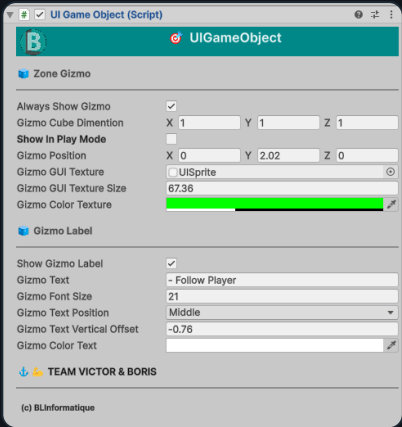 UI Game Object (Script)
B UIGameObject
Zone Gizmo
Always Show Gizmo
Gizmo Cube Dimention X 1 Y 1 Z 1
Show In Play Mode
Gizmo Position X 0 Y 2.02 Z 0
Gizmo GUI Texture UISprite
Gizmo GUI Texture Size 67.36
Gizmo Color Texture
Gizmo Label
Show Gizmo Label
Gizmo Text - Follow Player
Gizmo Font Size 21
Gizmo Text Position Middle
Gizmo Text Vertical Offset -0.76
Gizmo Color Text
TEAM VICTOR & BORIS
(c) BLInformatique